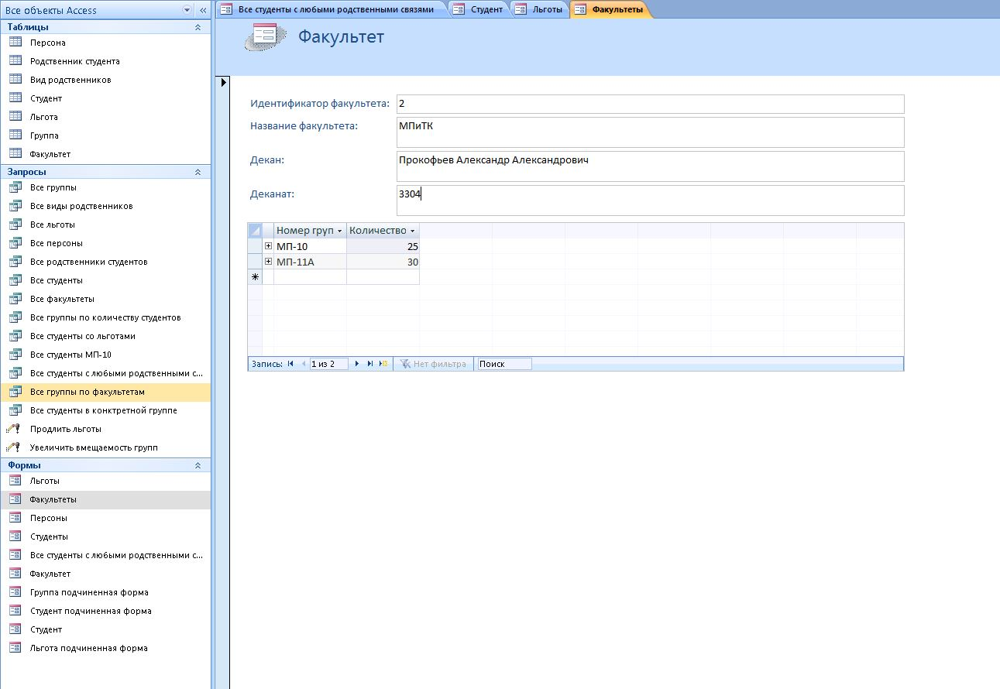 Все объекты Access
Таблицы
Персона
Родственник студента
Вид родственников
Студент
Льгота
Группа
Факультет
Запросы
Все группы
Все виды родственников
Все льготы
Все персоны
Все родственники студентов
Все студенты
Все факультеты
Все группы по количеству студентов
Все студенты со льготами
Все студенты МП-10
Все студенты с любыми родственными с...
Все группы по факультетам
Все студенты в конктретной группе
Продлить льготы
Увеличить вмещаемость групп
Формы
Льготы
Факультеты
Персоны
Студенты
Все студенты с любыми родственными с...
Факультет
Группа подчиненная форма
Студент подчиненная форма
Студент
Льгота подчиненная форма
Все студенты с любыми родственными связями Студент Льготы Факультеты
Факультет
Идентификатор факультета: 2
Название факультета: МПиТК
Декан: Прокофьев Александр Александрович
Деканат: 3304
Номер груп Количество
МП-10 25
МП-11А 30
Запись: 1 из 2 Нет фильтра Поиск